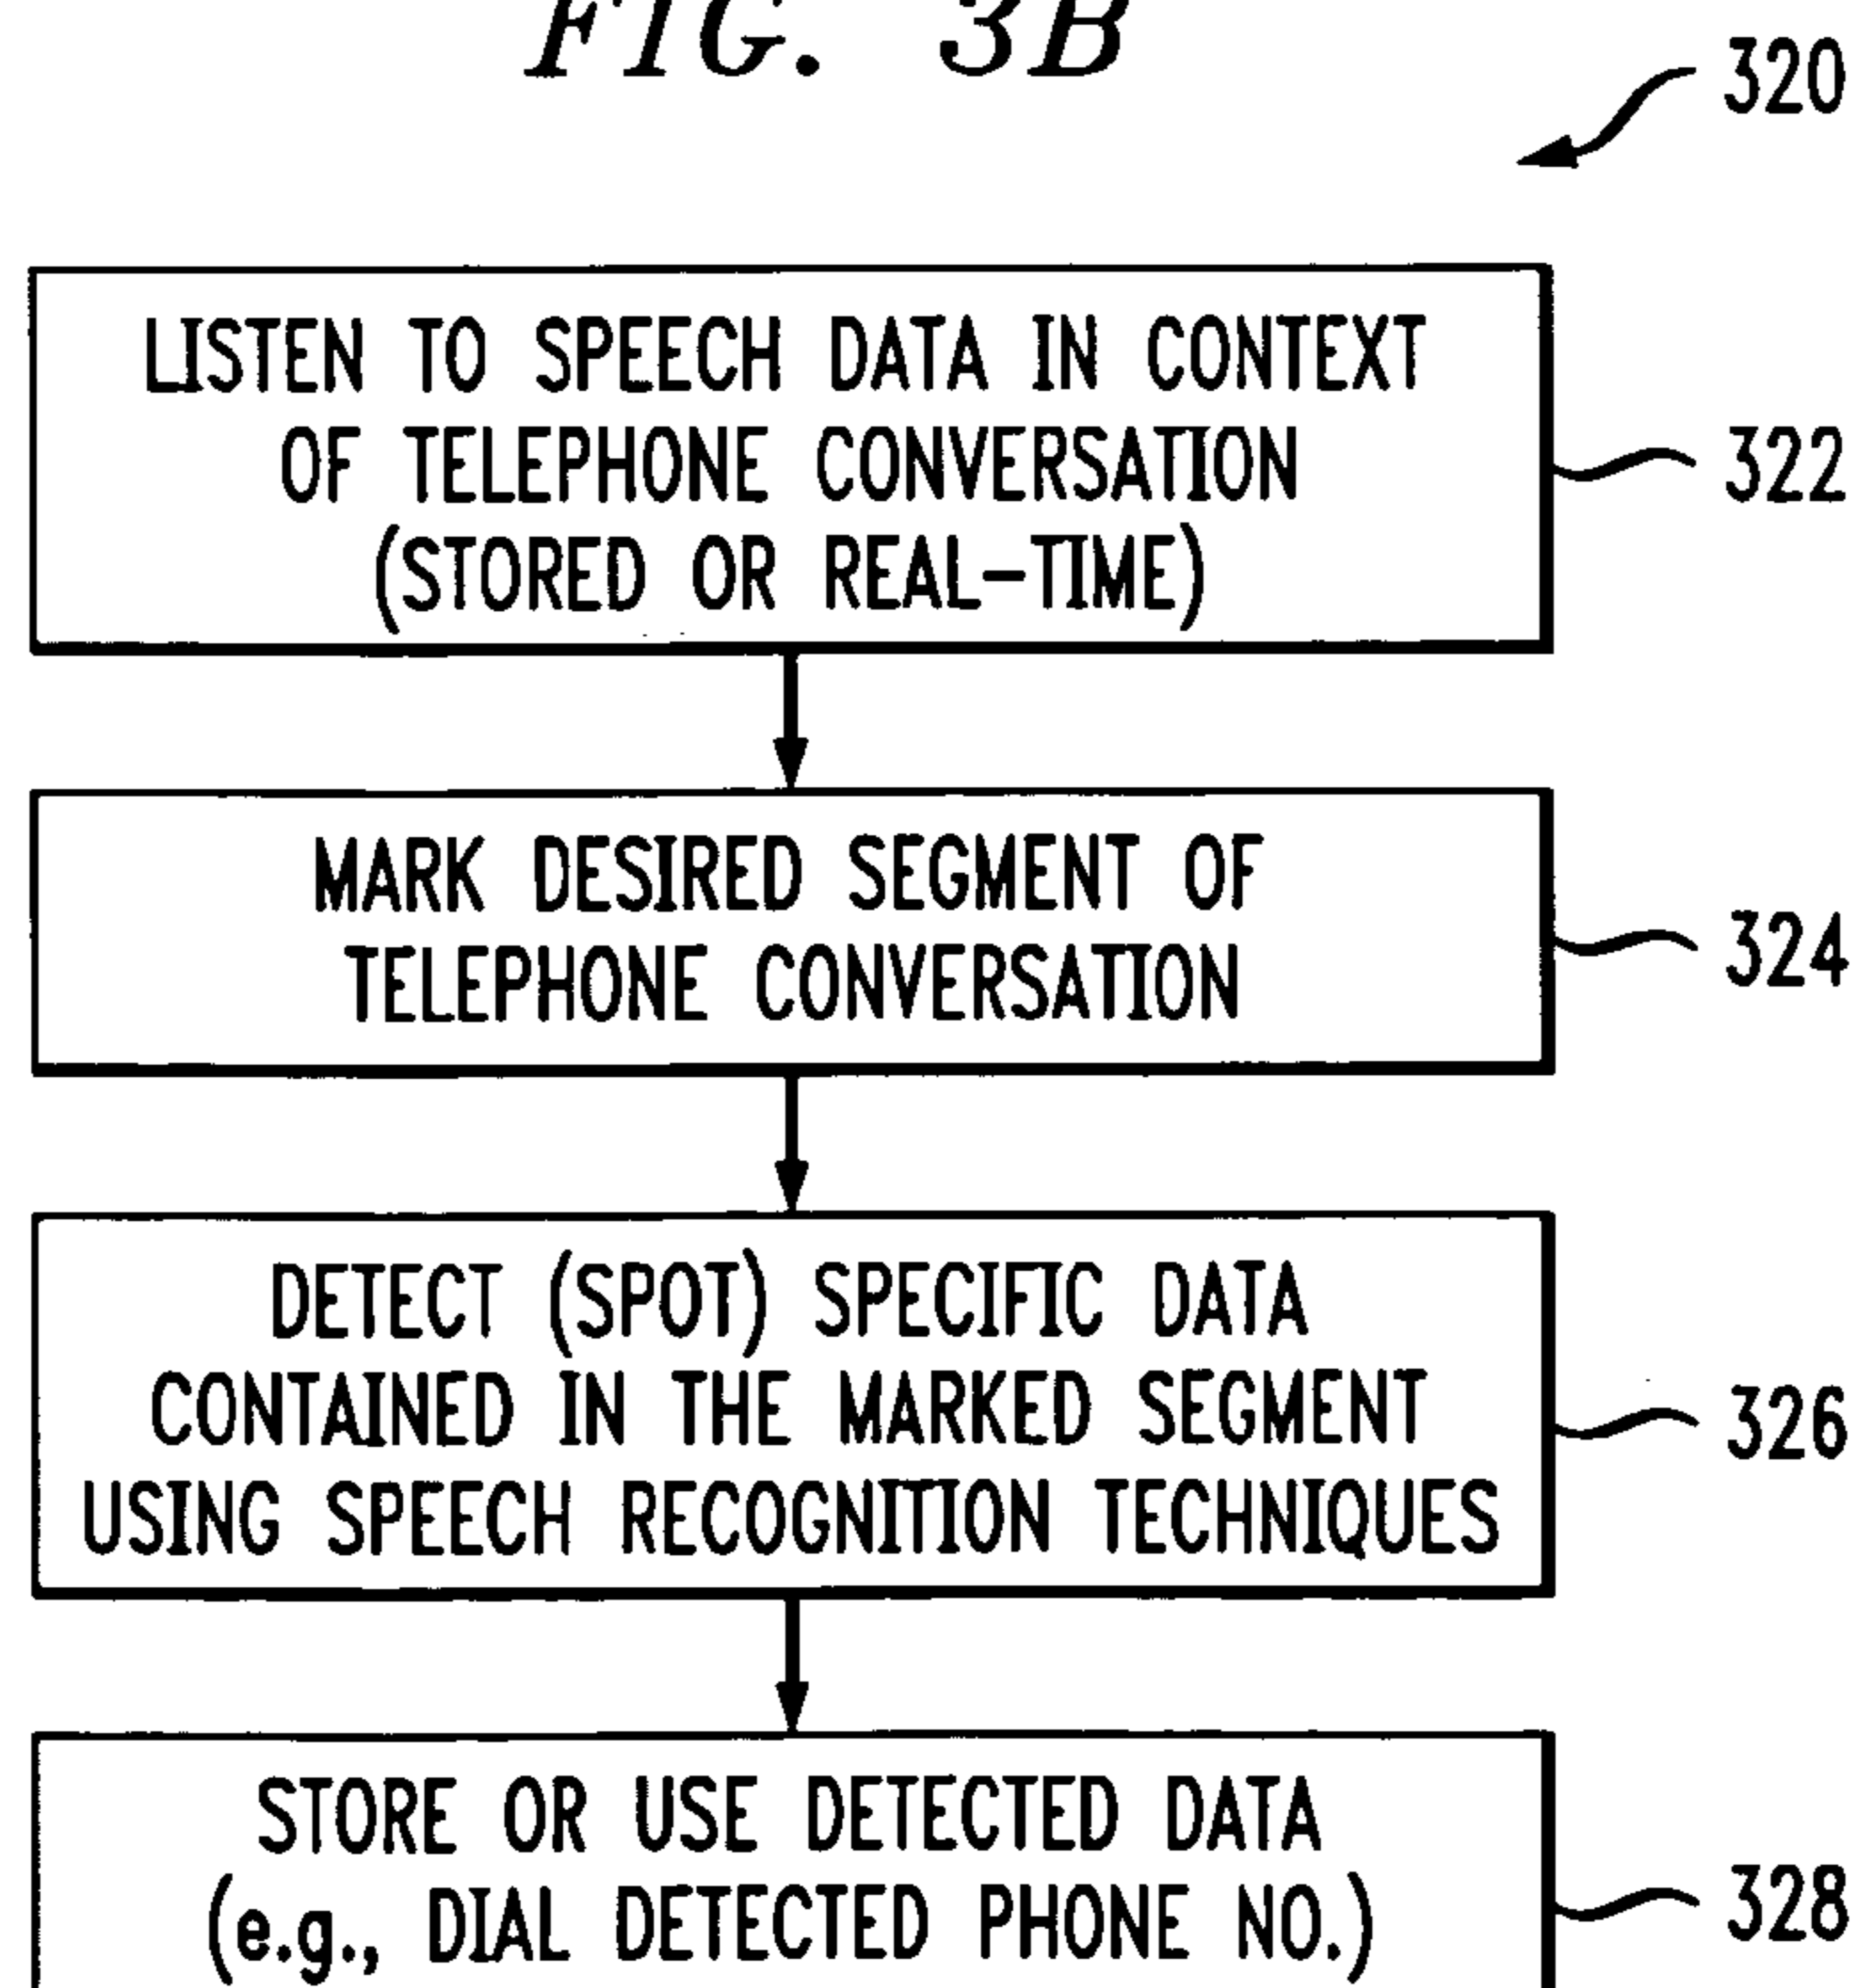 FIG. 3B
320
LISTEN TO SPEECH DATA IN CONTEXT
OF TELEPHONE CONVERSATION
(STORED OR REAL-TIME)
322
MARK DESIRED SEGMENT OF
TELEPHONE CONVERSATION
324
DETECT (SPOT) SPECIFIC DATA
CONTAINED IN THE MARKED SEGMENT
USING SPEECH RECOGNITION TECHNIQUES
326
STORE OR USE DETECTED DATA
(e.g., DIAL DETECTED PHONE NO.)
328